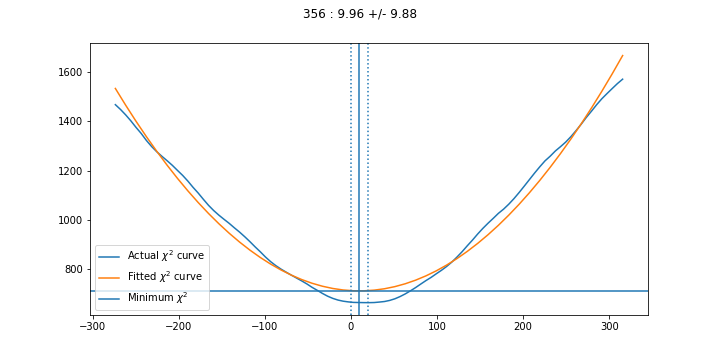 356 : 9.96 +/- 9.88
1600
1400
1200
1000
800
Actual χ² curve
Fitted χ² curve
Minimum χ²
−300 −200 −100 0 100 200 300